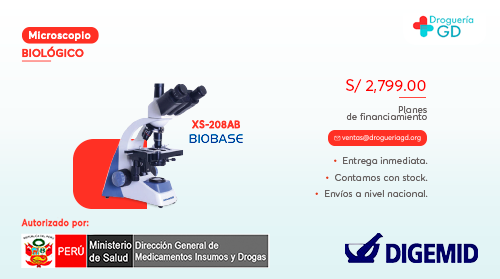 Microscopio
BIOLÓGICO
Droguería
GD
XS-208AB
BIOBASE
S/ 2,799.00
Planes
de financiamiento
ventas@drogueriagd.org
• Entrega inmediata.
• Contamos con stock.
• Envíos a nivel nacional.
Autorizado por:
PERÚ
Ministerio
de Salud
Dirección General de
Medicamentos Insumos y Drogas
DIGEMID